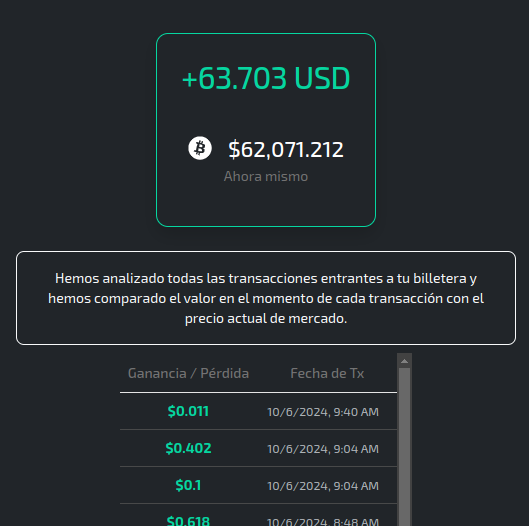 +63.703 USD
$62,071.212
Ahora mismo
Hemos analizado todas las transacciones entrantes a tu billetera y
hemos comparado el valor en el momento de cada transacción con el
precio actual de mercado.
Ganancia / Pérdida Fecha de Tx
$0.011 10/6/2024, 9:40 AM
$0.402 10/6/2024, 9:04 AM
$0.1 10/6/2024, 9:04 AM
$0.618 10/6/2024, 8:48 AM